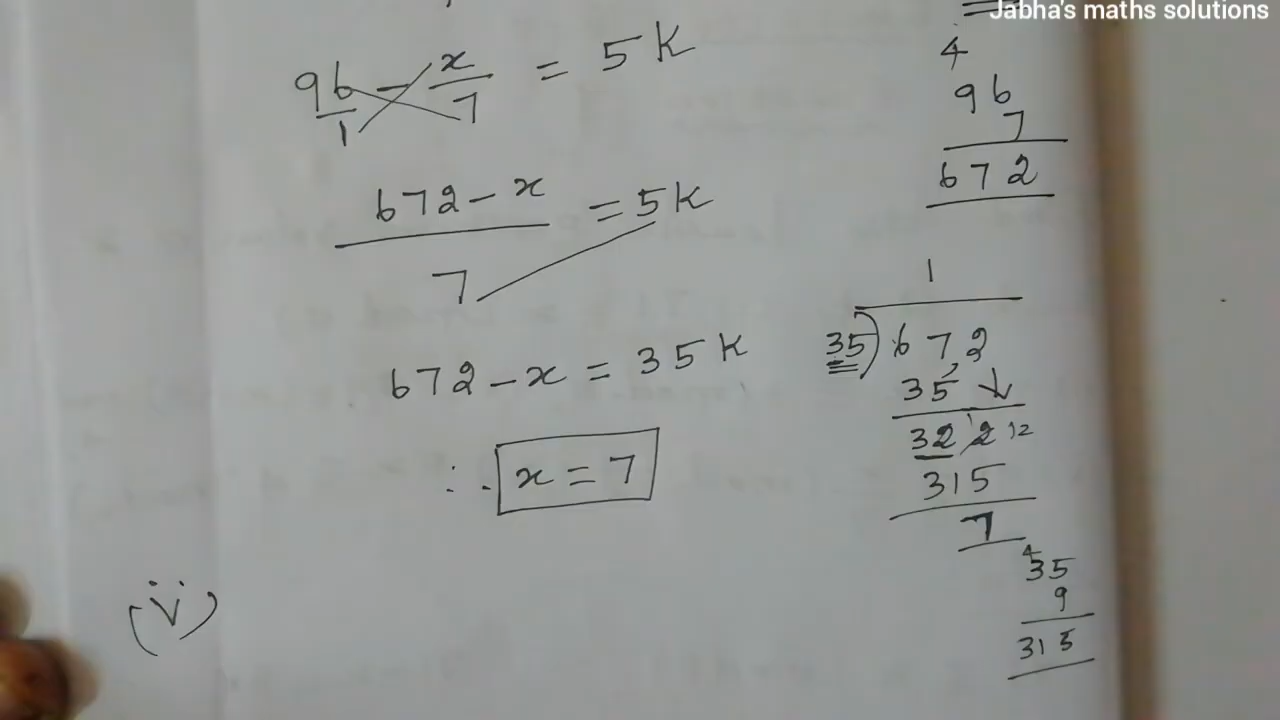 Jabha's maths solutions
96/1 - x/7 = 5k
672 - x/7 = 5k
672 - x = 35k
∴ x = 7
(v)
4
96
7
672
1
35)672
35 ↓
322 12
315
7
4
35
9
315